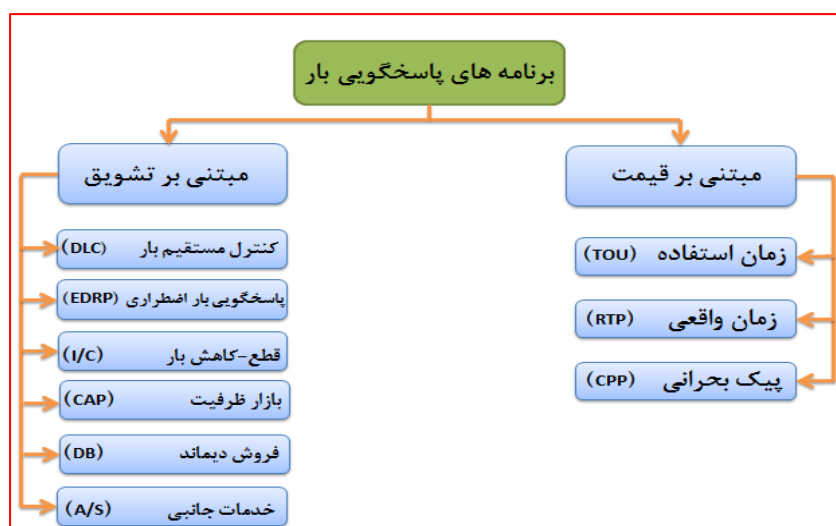 برنامه های پاسخگویی بار
مبتنی بر قیمت
زمان استفاده (TOU)
زمان واقعی (RTP)
پیک بحرانی (CPP)
مبتنی بر تشویق
کنترل مستقیم بار (DLC)
پاسخگویی بار اضطراری (EDRP)
قطع-کاهش بار (I/C)
بازار ظرفیت (CAP)
فروش دیماند (DB)
خدمات جانبی (A/S)